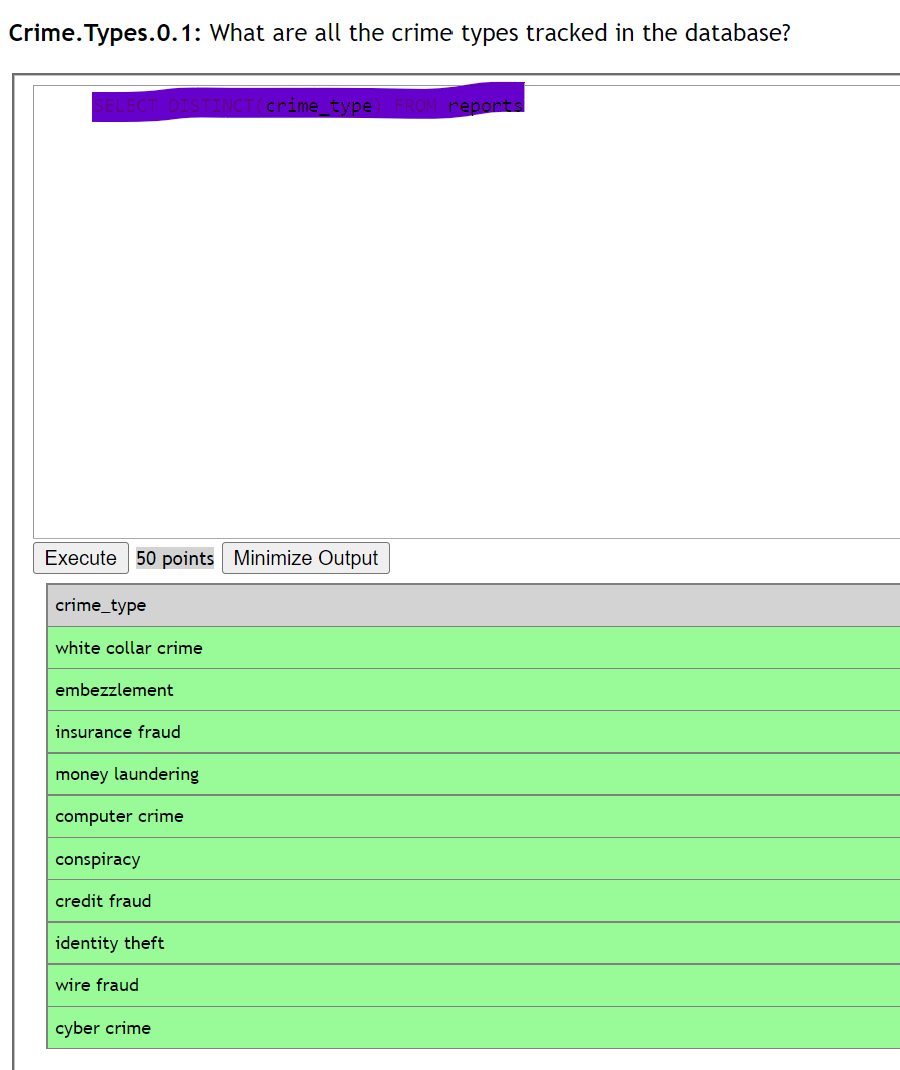 Crime.Types.0.1: What are all the crime types tracked in the database?
SELECT DISTINCT(crime_type) FROM reports
Execute 50 points Minimize Output
crime_type
white collar crime
embezzlement
insurance fraud
money laundering
computer crime
conspiracy
credit fraud
identity theft
wire fraud
cyber crime